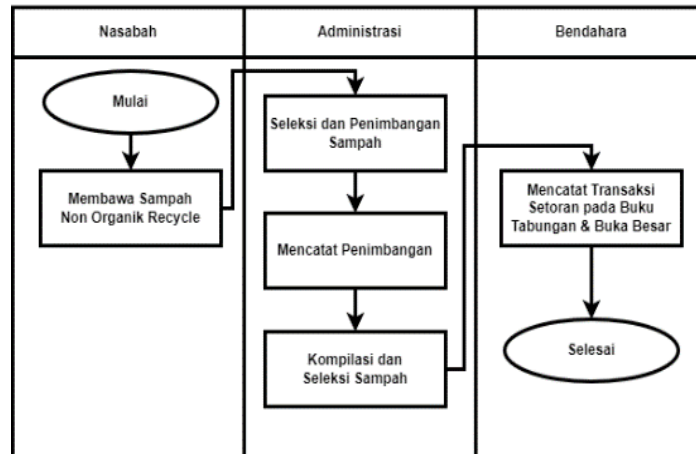 Nasabah
Administrasi
Bendahara
Mulai
Membawa Sampah
Non Organik Recycle
Seleksi dan Penimbangan
Sampah
Mencatat Penimbangan
Kompilasi dan
Seleksi Sampah
Mencatat Transaksi
Setoran pada Buku
Tabungan & Buka Besar
Selesai